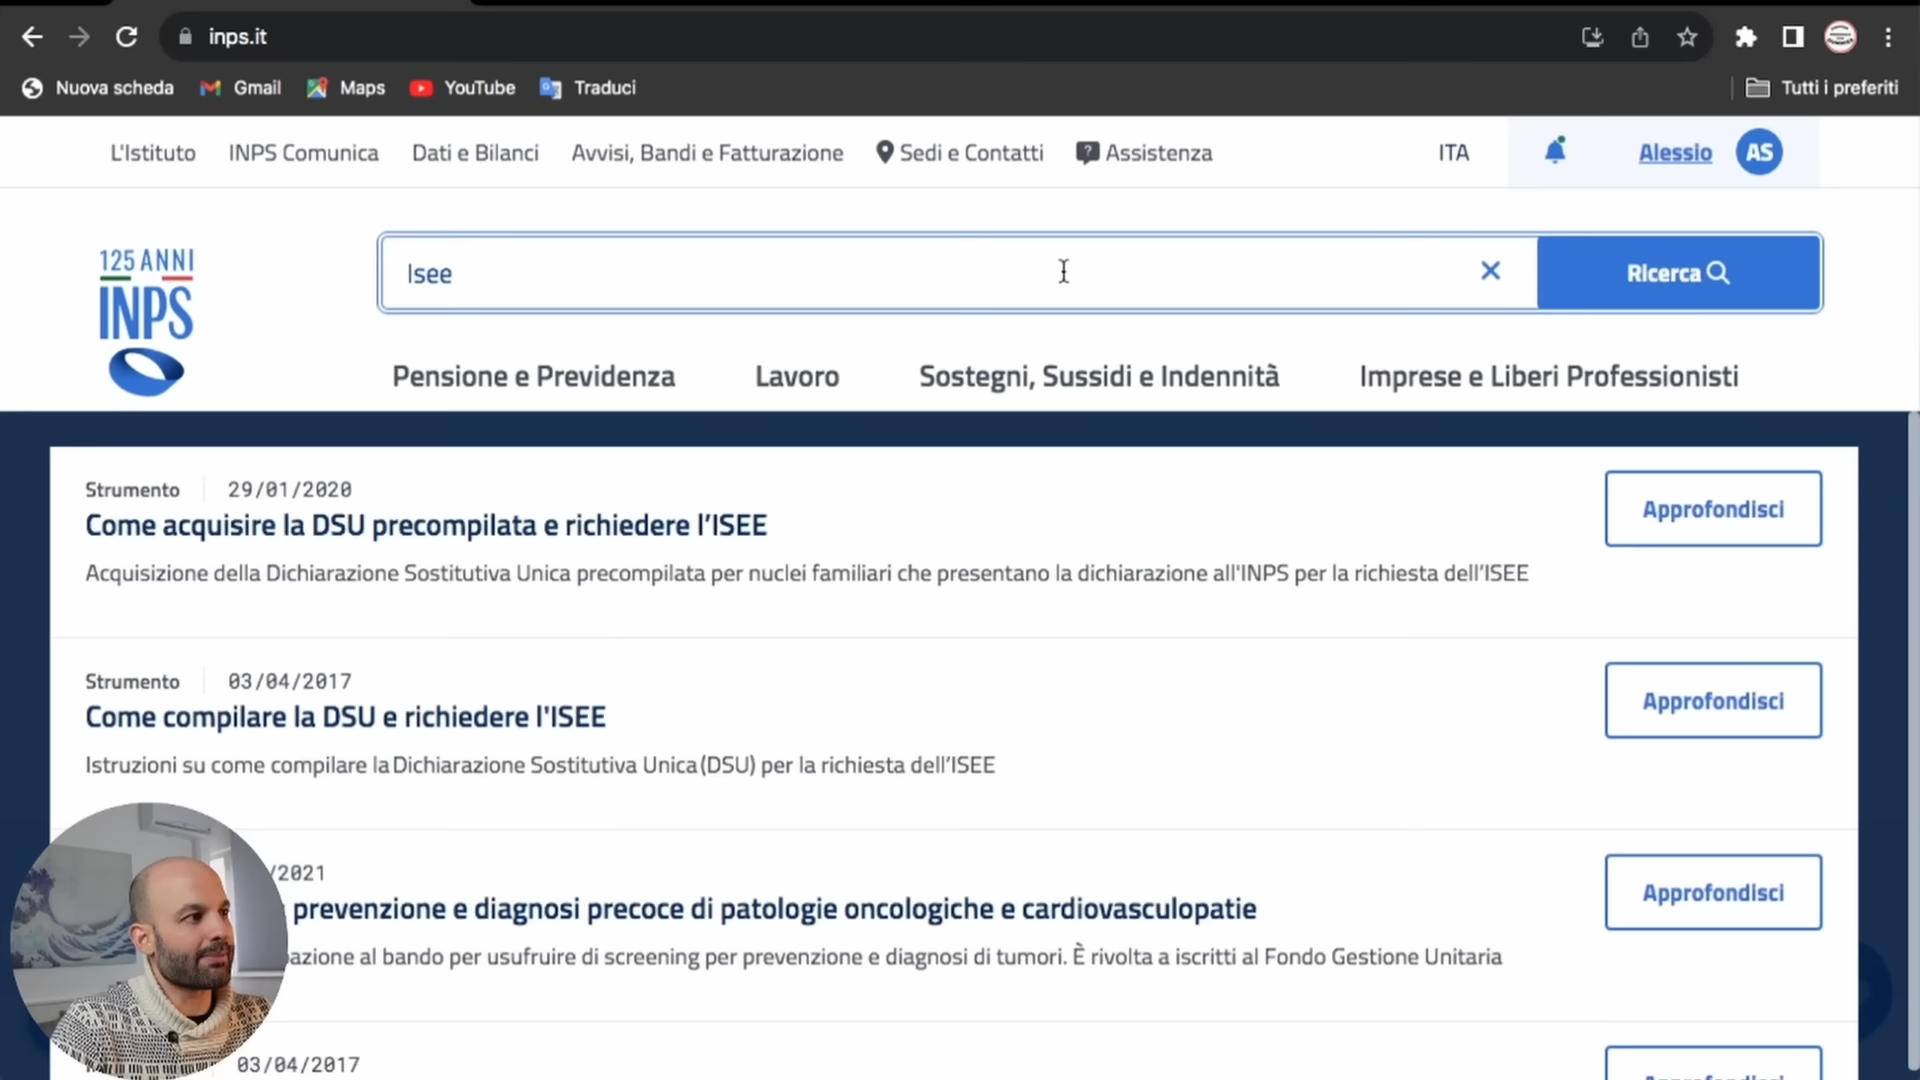 inps.it
Nuova scheda Gmail Maps YouTube Traduci Tutti i preferiti
L'Istituto INPS Comunica Dati e Bilanci Avvisi, Bandi e Fatturazione Sedi e Contatti Assistenza ITA Alessio AS
125 ANNI
INPS
Isee
Ricerca
Pensione e Previdenza Lavoro Sostegni, Sussidi e Indennità Imprese e Liberi Professionisti
Strumento 29/01/2020
Come acquisire la DSU precompilata e richiedere l’ISEE
Acquisizione della Dichiarazione Sostitutiva Unica precompilata per nuclei familiari che presentano la dichiarazione all'INPS per la richiesta dell’ISEE
Approfondisci
Strumento 03/04/2017
Come compilare la DSU e richiedere l'ISEE
Istruzioni su come compilare la Dichiarazione Sostitutiva Unica (DSU) per la richiesta dell’ISEE
Approfondisci
/2021
prevenzione e diagnosi precoce di patologie oncologiche e cardiovasculopatie
azione al bando per usufruire di screening per prevenzione e diagnosi di tumori. È rivolta a iscritti al Fondo Gestione Unitaria
Approfondisci
03/04/2017